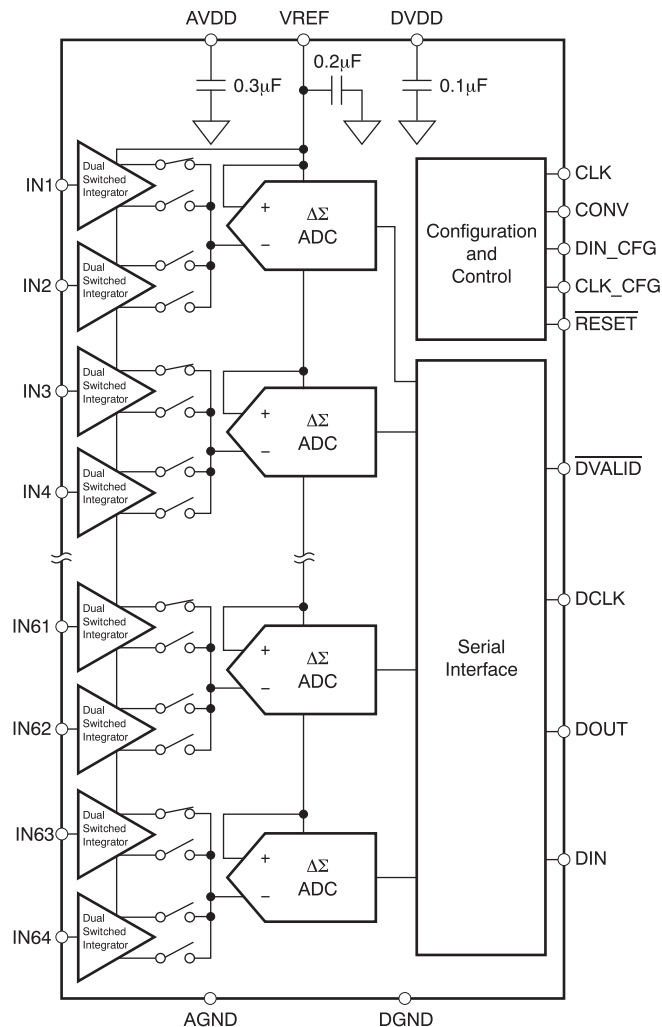 AVDD VREF DVDD
0.3µF
0.2µF
0.1µF
IN1
Dual
Switched
Integrator
+
−
ΔΣ
ADC
IN2
Dual
Switched
Integrator
Configuration
and
Control
CLK
CONV
DIN_CFG
CLK_CFG
RESET
IN3
Dual
Switched
Integrator
+
−
ΔΣ
ADC
IN4
Dual
Switched
Integrator
Serial
Interface
DVALID
DCLK
DOUT
DIN
IN61
Dual
Switched
Integrator
+
−
ΔΣ
ADC
IN62
Dual
Switched
Integrator
IN63
Dual
Switched
Integrator
+
−
ΔΣ
ADC
IN64
Dual
Switched
Integrator
AGND DGND